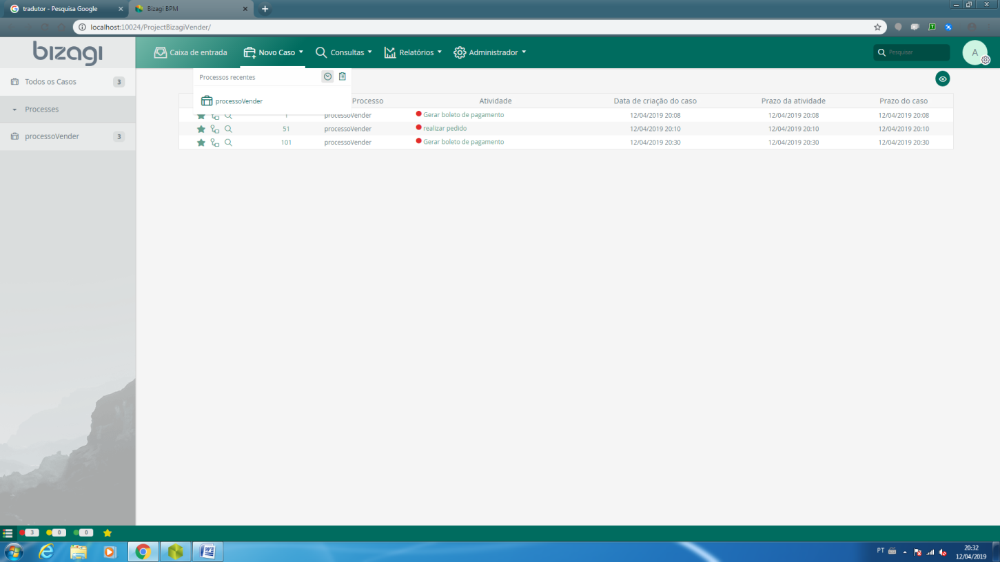 tradutor - Pesquisa Google
Bizagi BPM
localhost:10024/ProjectBizagiVender/
bizagi
Caixa de entrada
Novo Caso
Consultas
Relatórios
Administrador
Pesquisar
A
Todos os Casos 3
Processes
processoVender 3
Processos recentes
processoVender
Processo Atividade Data de criação do caso Prazo da atividade Prazo do caso
1 processoVender Gerar boleto de pagamento 12/04/2019 20:08 12/04/2019 20:08 12/04/2019 20:08
51 processoVender realizar pedido 12/04/2019 20:10 12/04/2019 20:10 12/04/2019 20:10
101 processoVender Gerar boleto de pagamento 12/04/2019 20:30 12/04/2019 20:30 12/04/2019 20:30
3 0 0
PT
20:32
12/04/2019